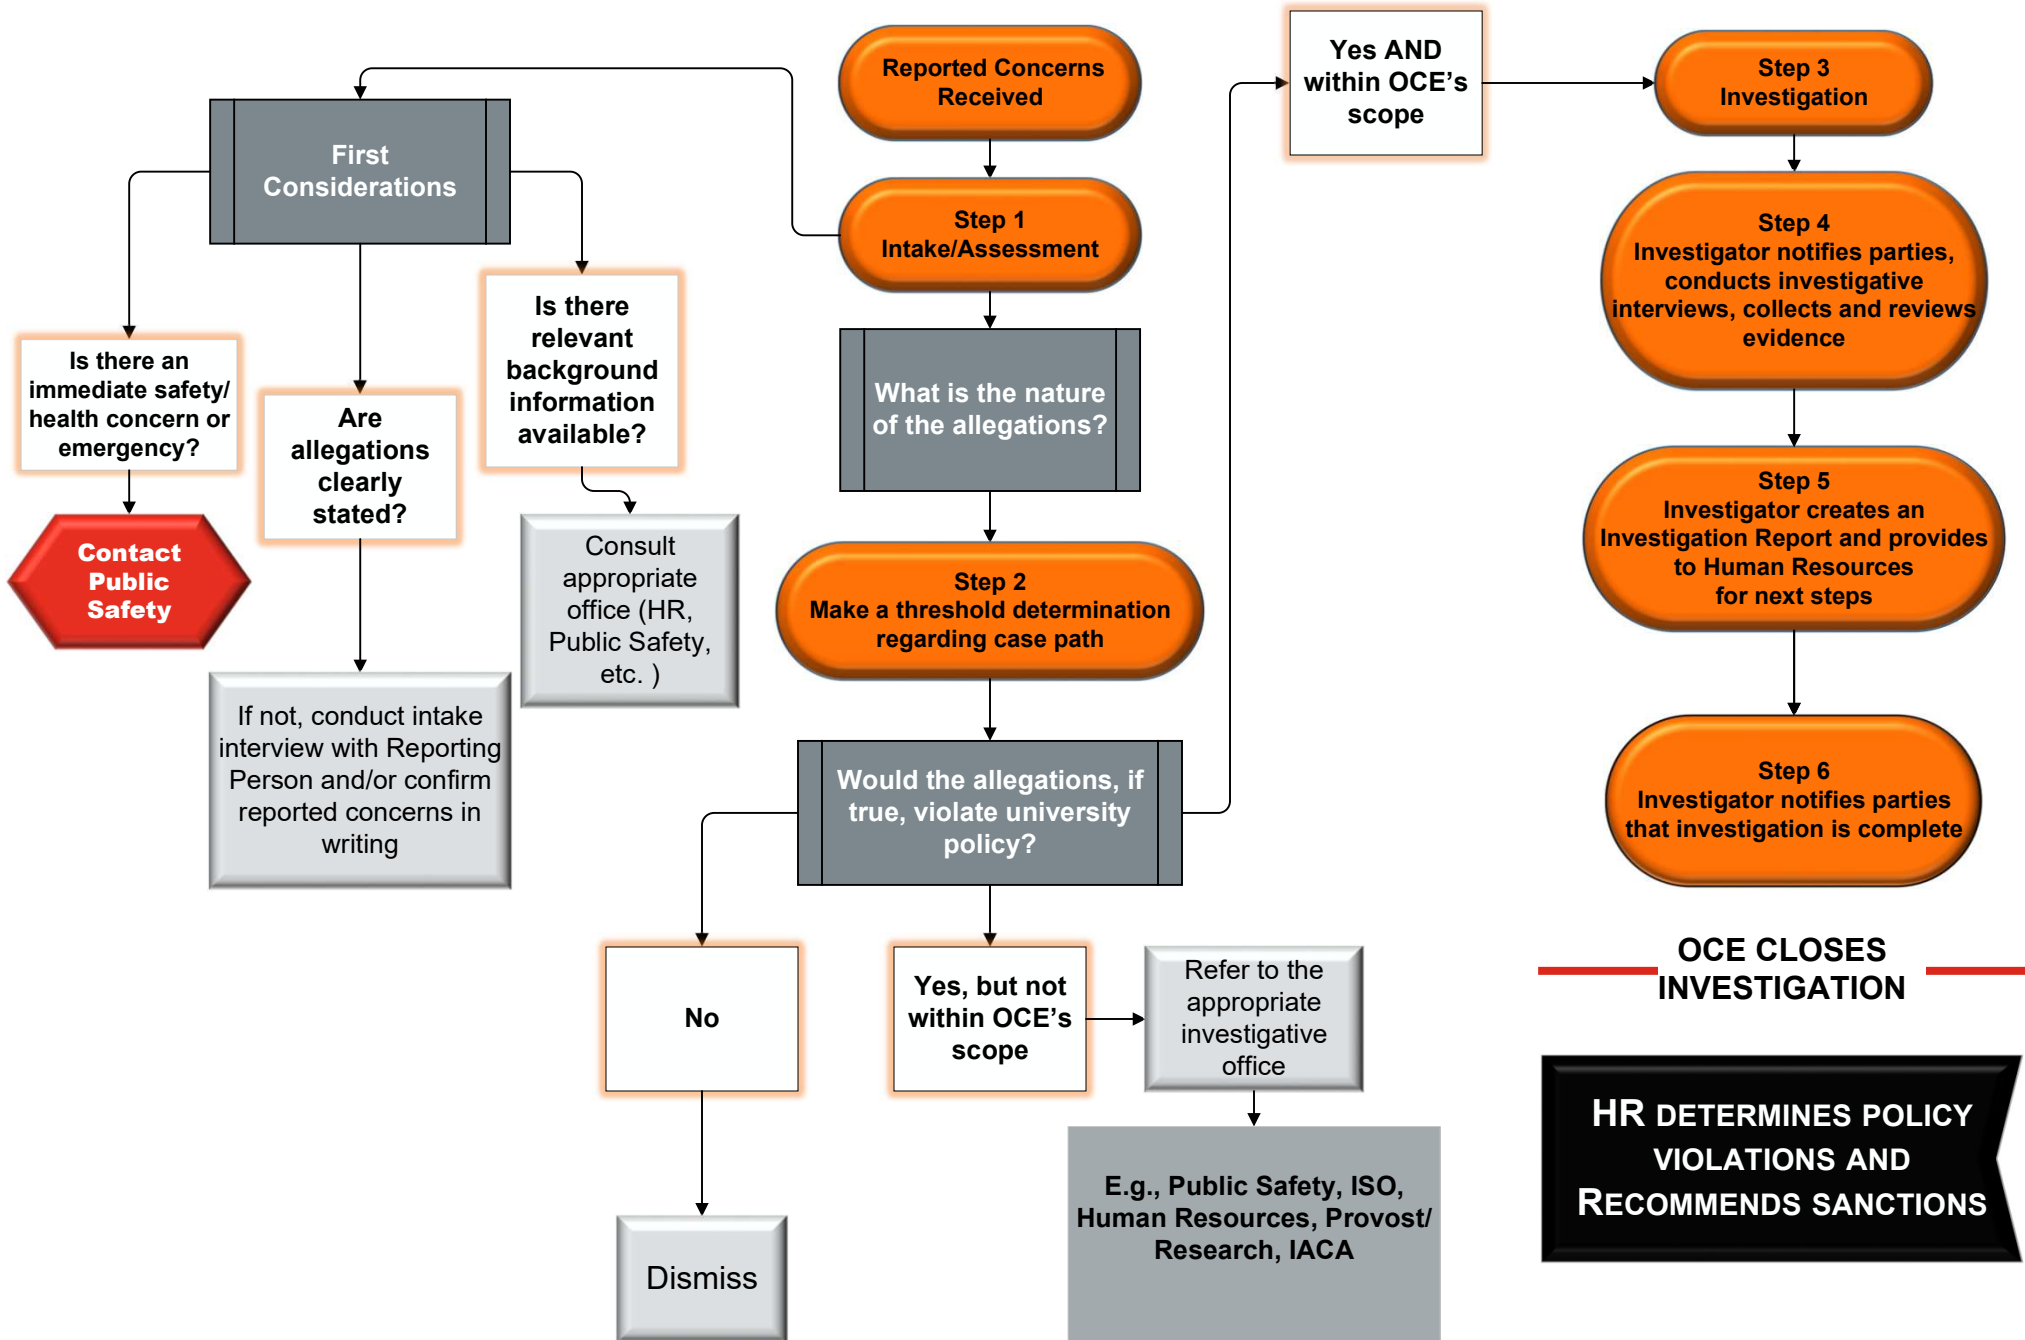 Reported Concerns
Received
Step 1
Intake/Assessment
First
Considerations
Is there an
immediate safety/
health concern or
emergency?
Contact
Public
Safety
Are
allegations
clearly
stated?
If not, conduct intake
interview with Reporting
Person and/or confirm
reported concerns in
writing
Is there
relevant
background
information
available?
Consult
appropriate
office (HR,
Public Safety,
etc. )
What is the nature
of the allegations?
Step 2
Make a threshold determination
regarding case path
Would the allegations, if
true, violate university
policy?
No
Dismiss
Yes, but not
within OCE’s
scope
Refer to the
appropriate
investigative
office
E.g., Public Safety, ISO,
Human Resources, Provost/
Research, IACA
Yes AND
within OCE’s
scope
Step 3
Investigation
Step 4
Investigator notifies parties,
conducts investigative
interviews, collects and reviews
evidence
Step 5
Investigator creates an
Investigation Report and provides
to Human Resources
for next steps
Step 6
Investigator notifies parties
that investigation is complete
OCE CLOSES
INVESTIGATION
HR DETERMINES POLICY
VIOLATIONS AND
RECOMMENDS SANCTIONS